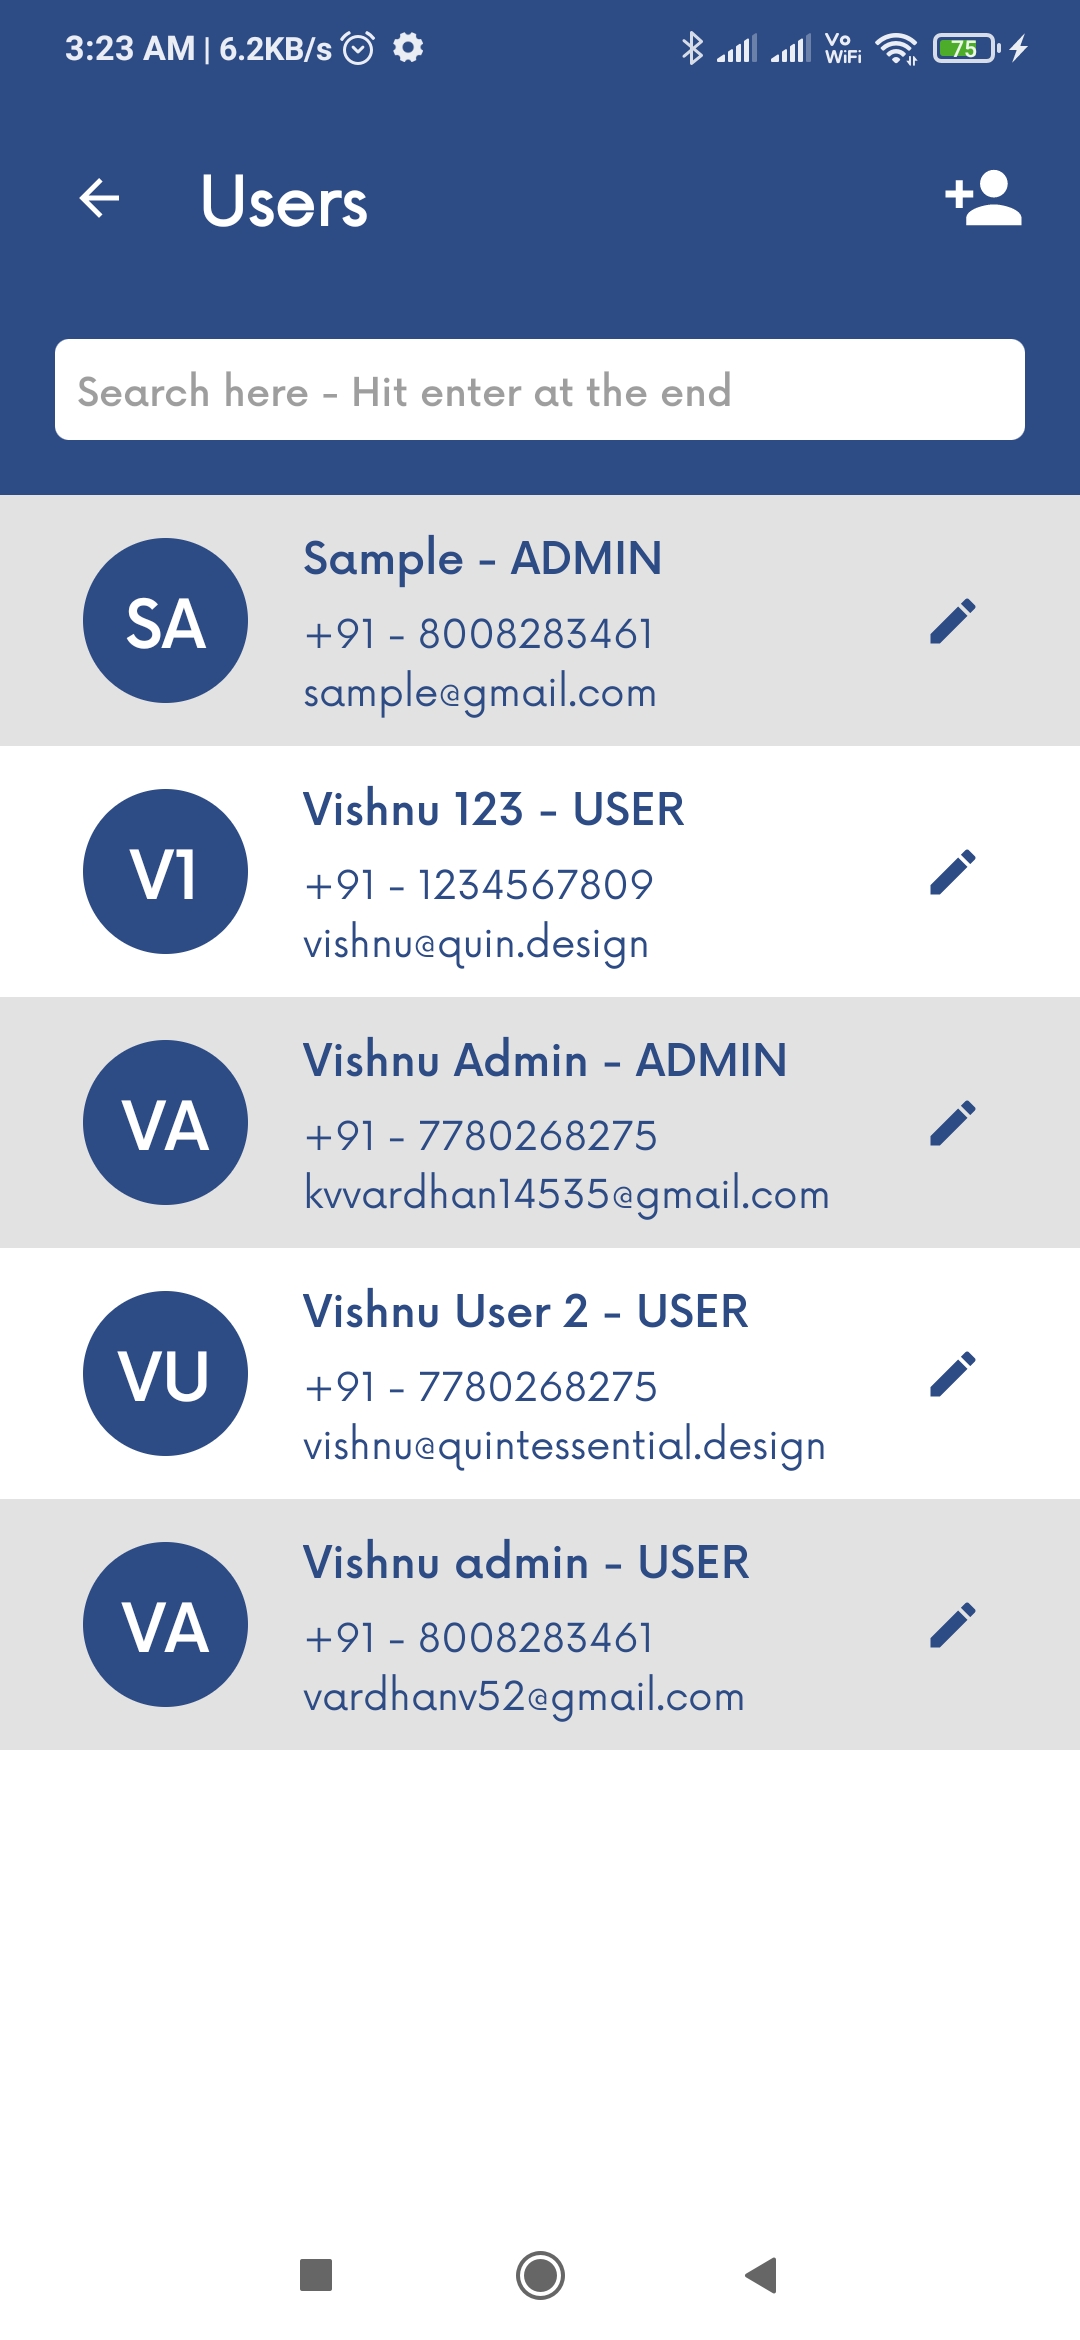 3:23 AM | 6.2KB/s
Vo
WiFi
75
Users
Search here - Hit enter at the end
SA
Sample - ADMIN
+91 - 8008283461
sample@gmail.com
V1
Vishnu 123 - USER
+91 - 1234567809
vishnu@quin.design
VA
Vishnu Admin - ADMIN
+91 - 7780268275
kvvardhan14535@gmail.com
VU
Vishnu User 2 - USER
+91 - 7780268275
vishnu@quintessential.design
VA
Vishnu admin - USER
+91 - 8008283461
vardhanv52@gmail.com